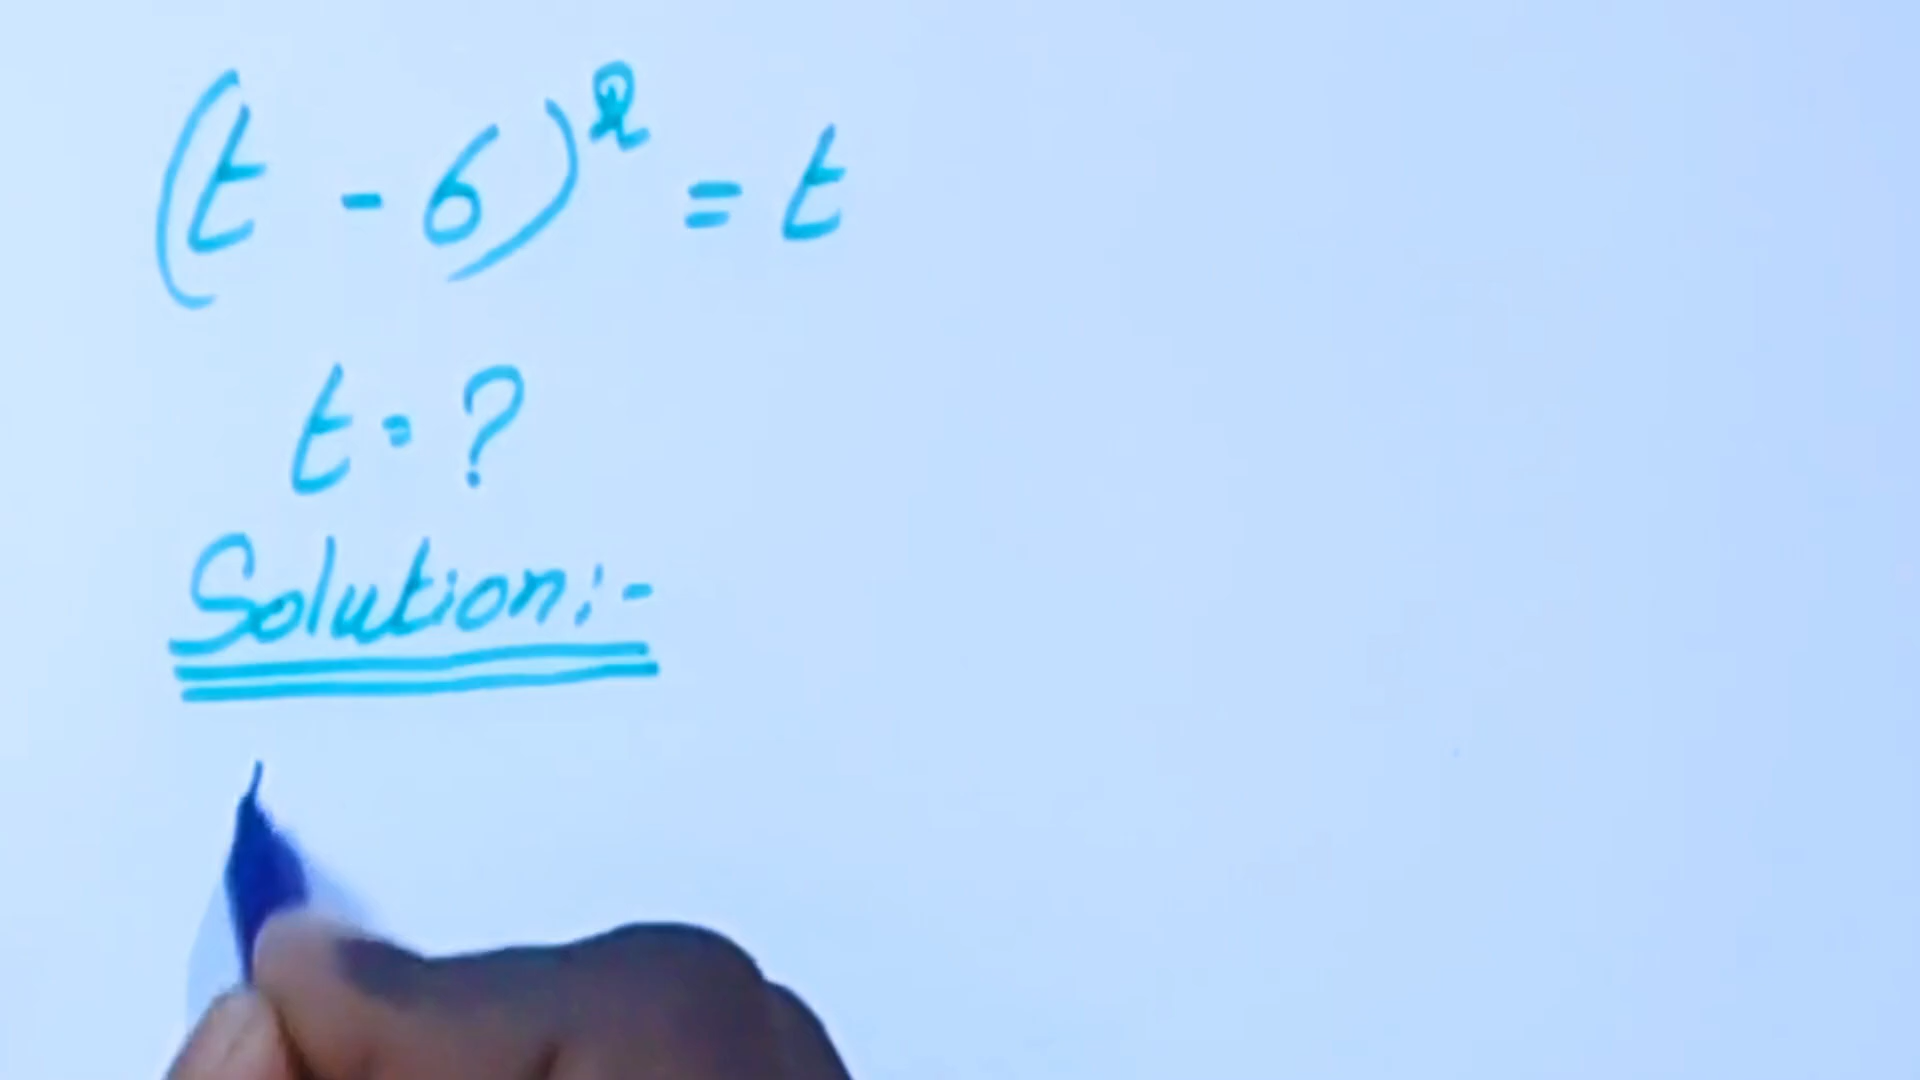 (t - 6)² = t
t = ?
Solution:-